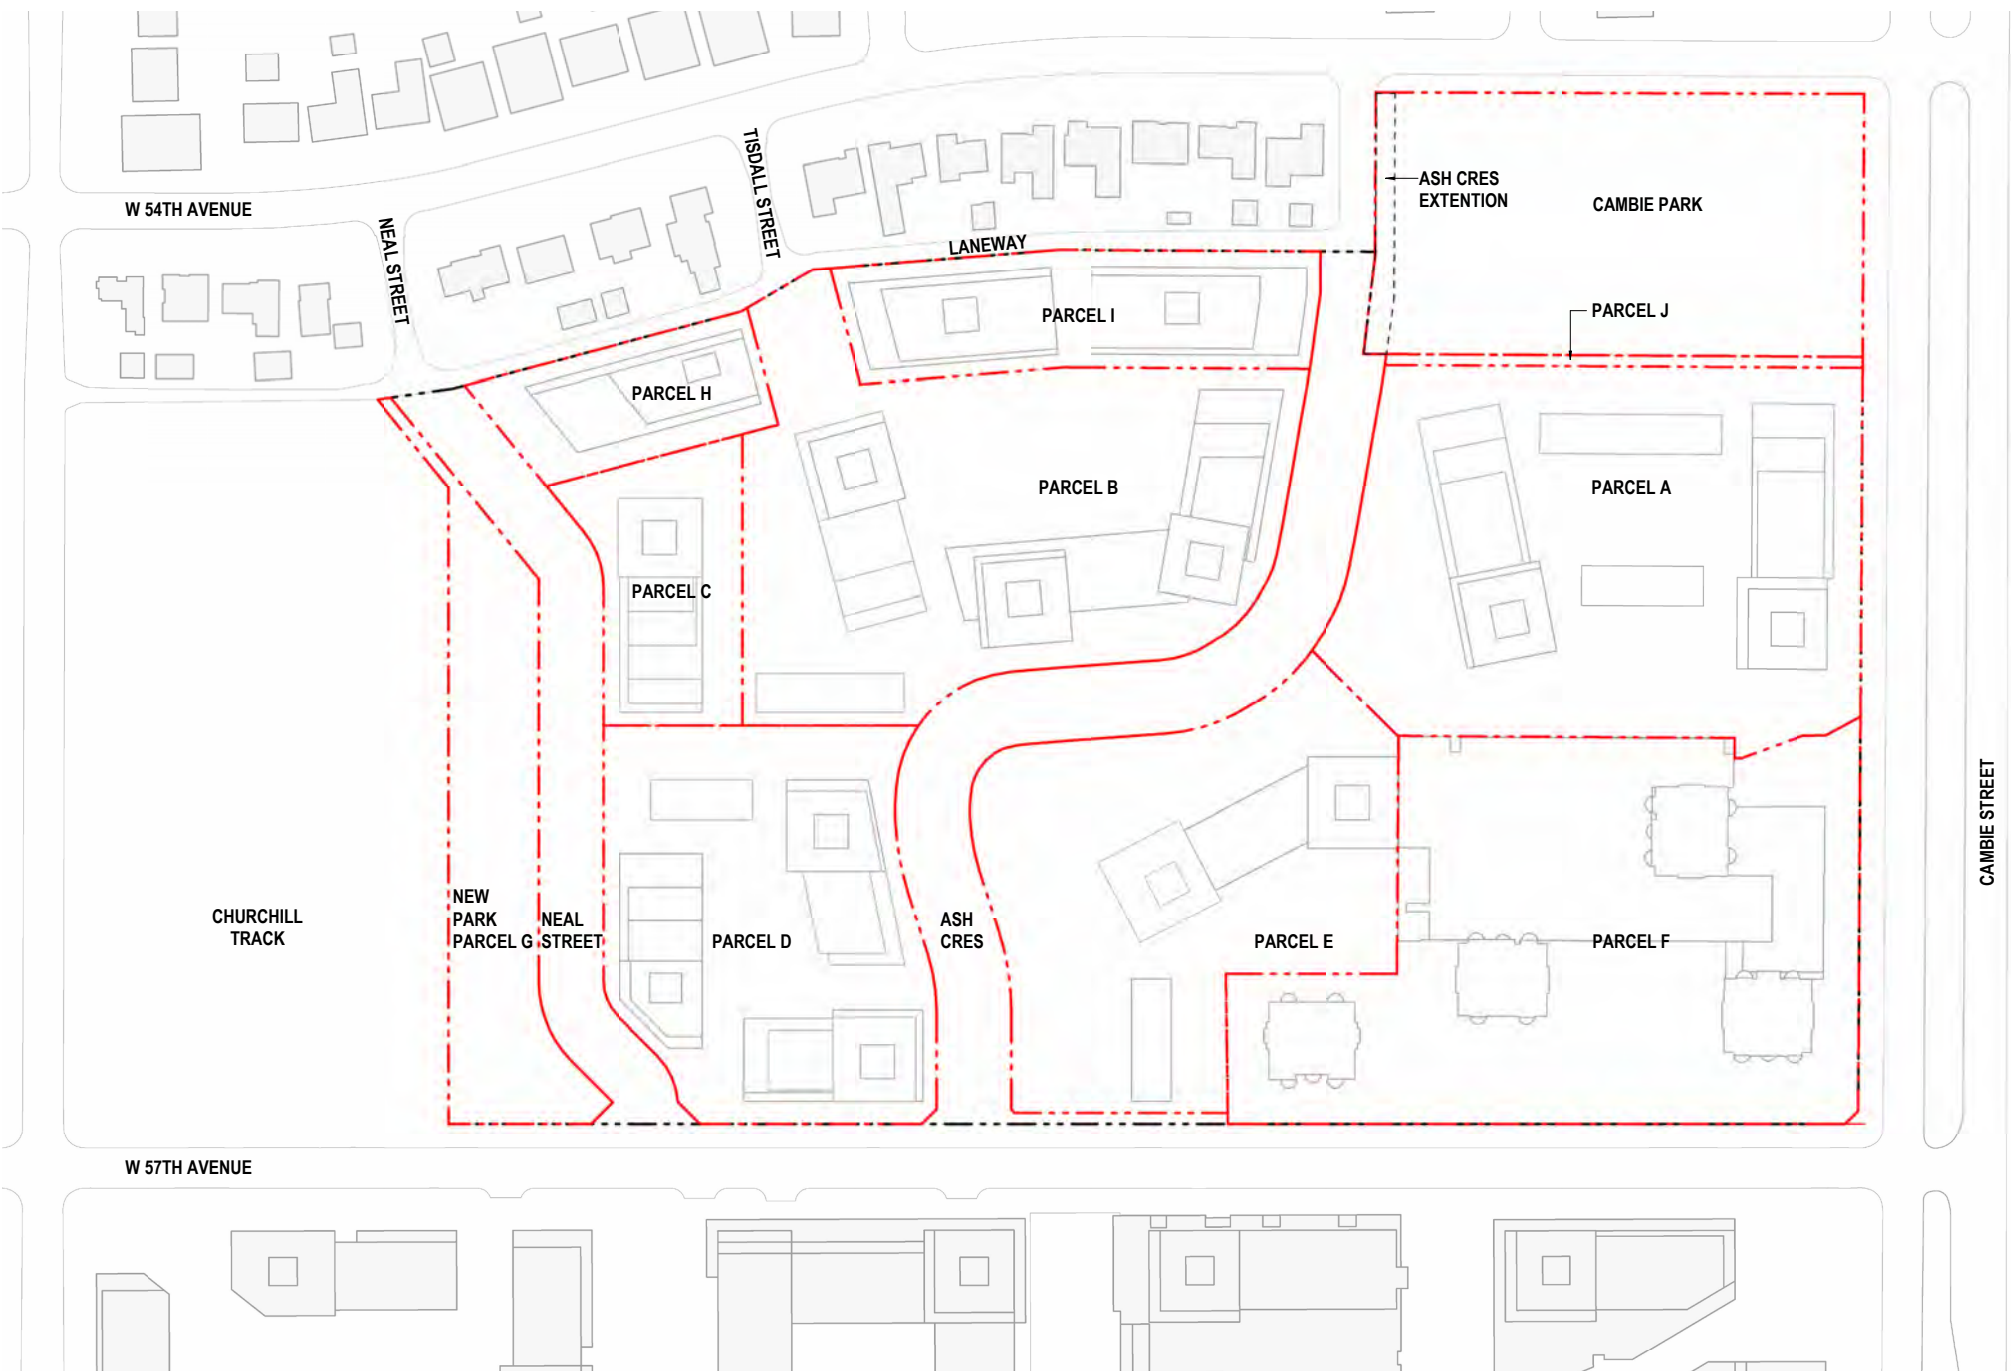 TISDALL STREET
ASH CRES
EXTENTION
CAMBIE PARK
W 54TH AVENUE
NEAL STREET
LANEWAY
PARCEL I
PARCEL J
PARCEL H
PARCEL B
PARCEL A
PARCEL C
CAMBIE STREET
CHURCHILL
TRACK
NEW
PARK
PARCEL G
NEAL
STREET
PARCEL D
ASH
CRES
PARCEL E
PARCEL F
W 57TH AVENUE